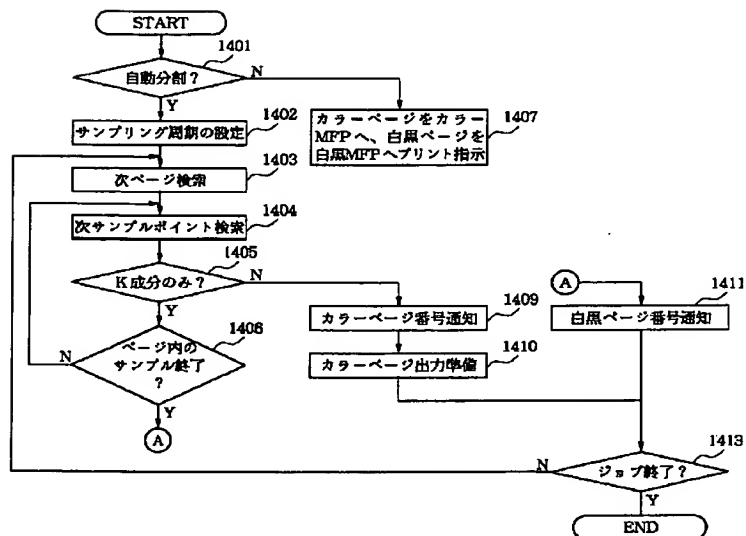 START
1401
自動分割？
N
Y
1402
サンプリング周期の設定
カラーページをカラー
MFPへ、白黒ページを
白黒MFPへプリント指示
1407
1403
次ページ検索
1404
次サンプルポイント検索
1405
K成分のみ？
N
Y
1409
カラーページ番号通知
A
1411
白黒ページ番号通知
1406
ページ内の
サンプル終了
？
N
Y
1410
カラーページ出力準備
A
1413
ジョブ終了？
N
Y
END